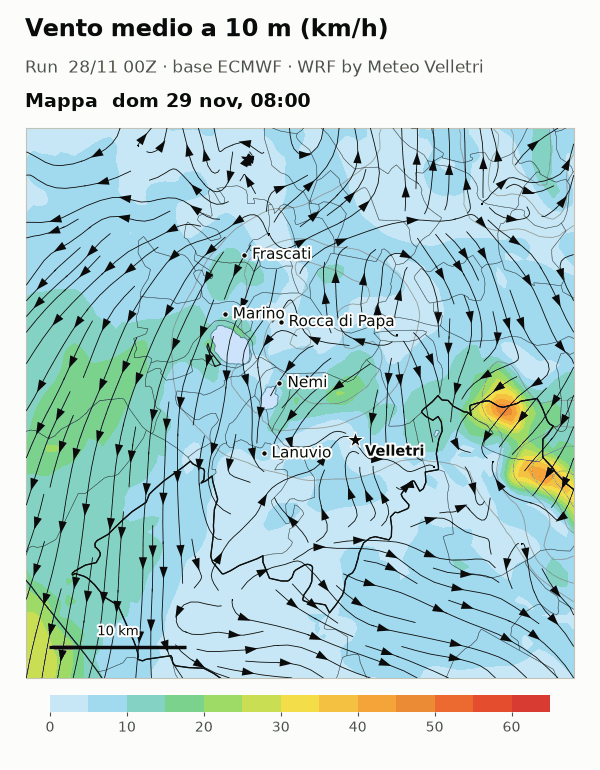 Vento medio a 10 m (km/h)
Run  28/11 00Z · base ECMWF · WRF by Meteo Velletri
Mappa  dom 29 nov, 08:00
Frascati
Marino
Rocca di Papa
Nemi
Lanuvio
Velletri
10 km
0 10 20 30 40 50 60